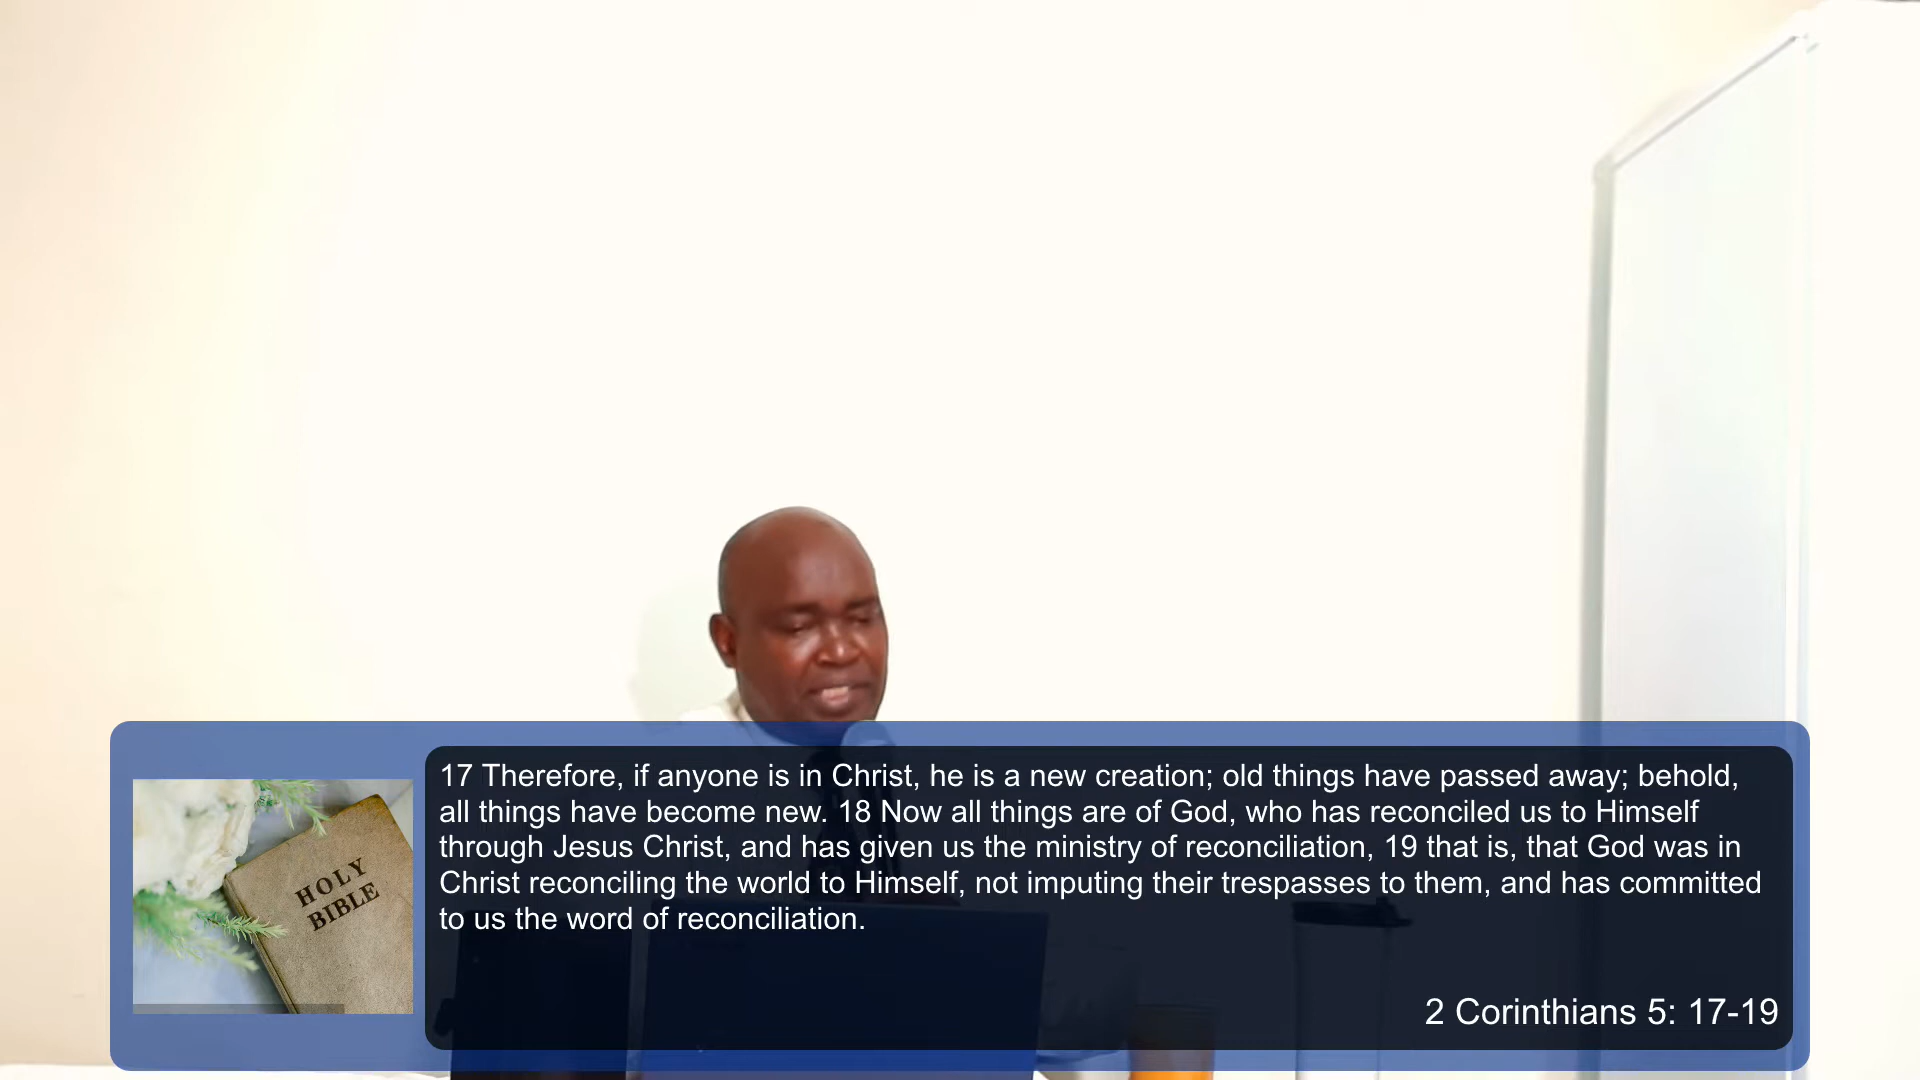 HOLY
BIBLE
17 Therefore, if anyone is in Christ, he is a new creation; old things have passed away; behold,
all things have become new. 18 Now all things are of God, who has reconciled us to Himself
through Jesus Christ, and has given us the ministry of reconciliation, 19 that is, that God was in
Christ reconciling the world to Himself, not imputing their trespasses to them, and has committed
to us the word of reconciliation.
2 Corinthians 5: 17-19